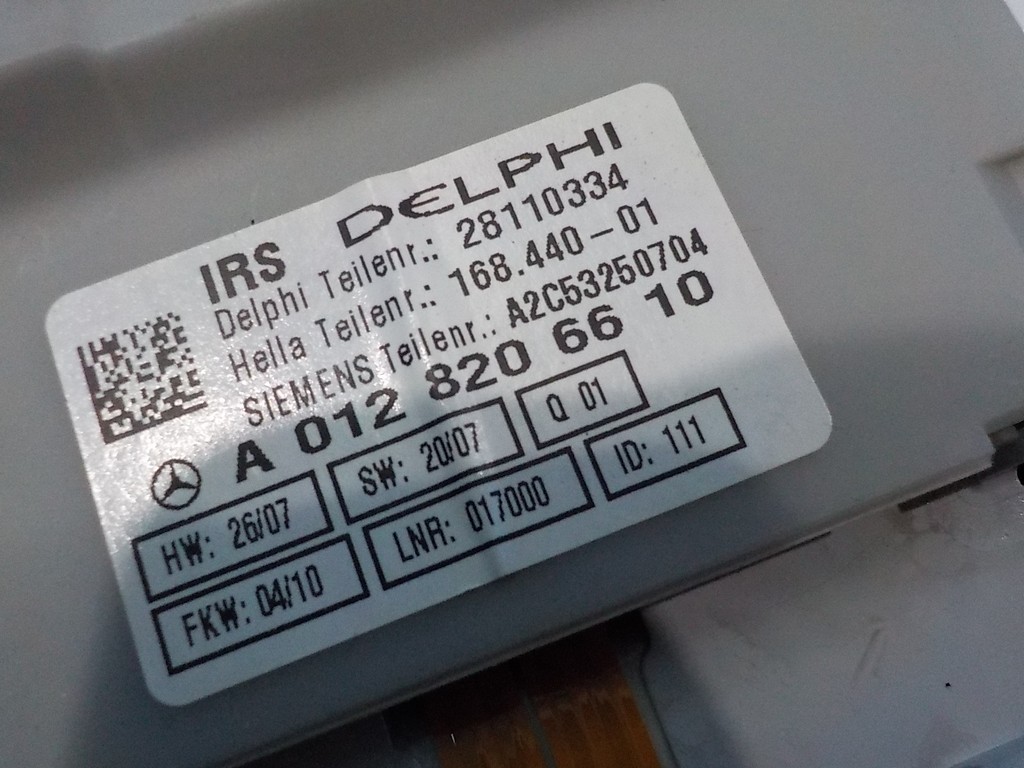 IRS DELPHI
Delphi Teilenr.: 28110334
Hella Teilenr.: 168.440-01
SIEMENS Teilenr.: A2C53250704
A 012 820 66 10
HW: 26/07 SW: 20/07 Q 01
FKW: 04/10 LNR: 017000 ID: 111